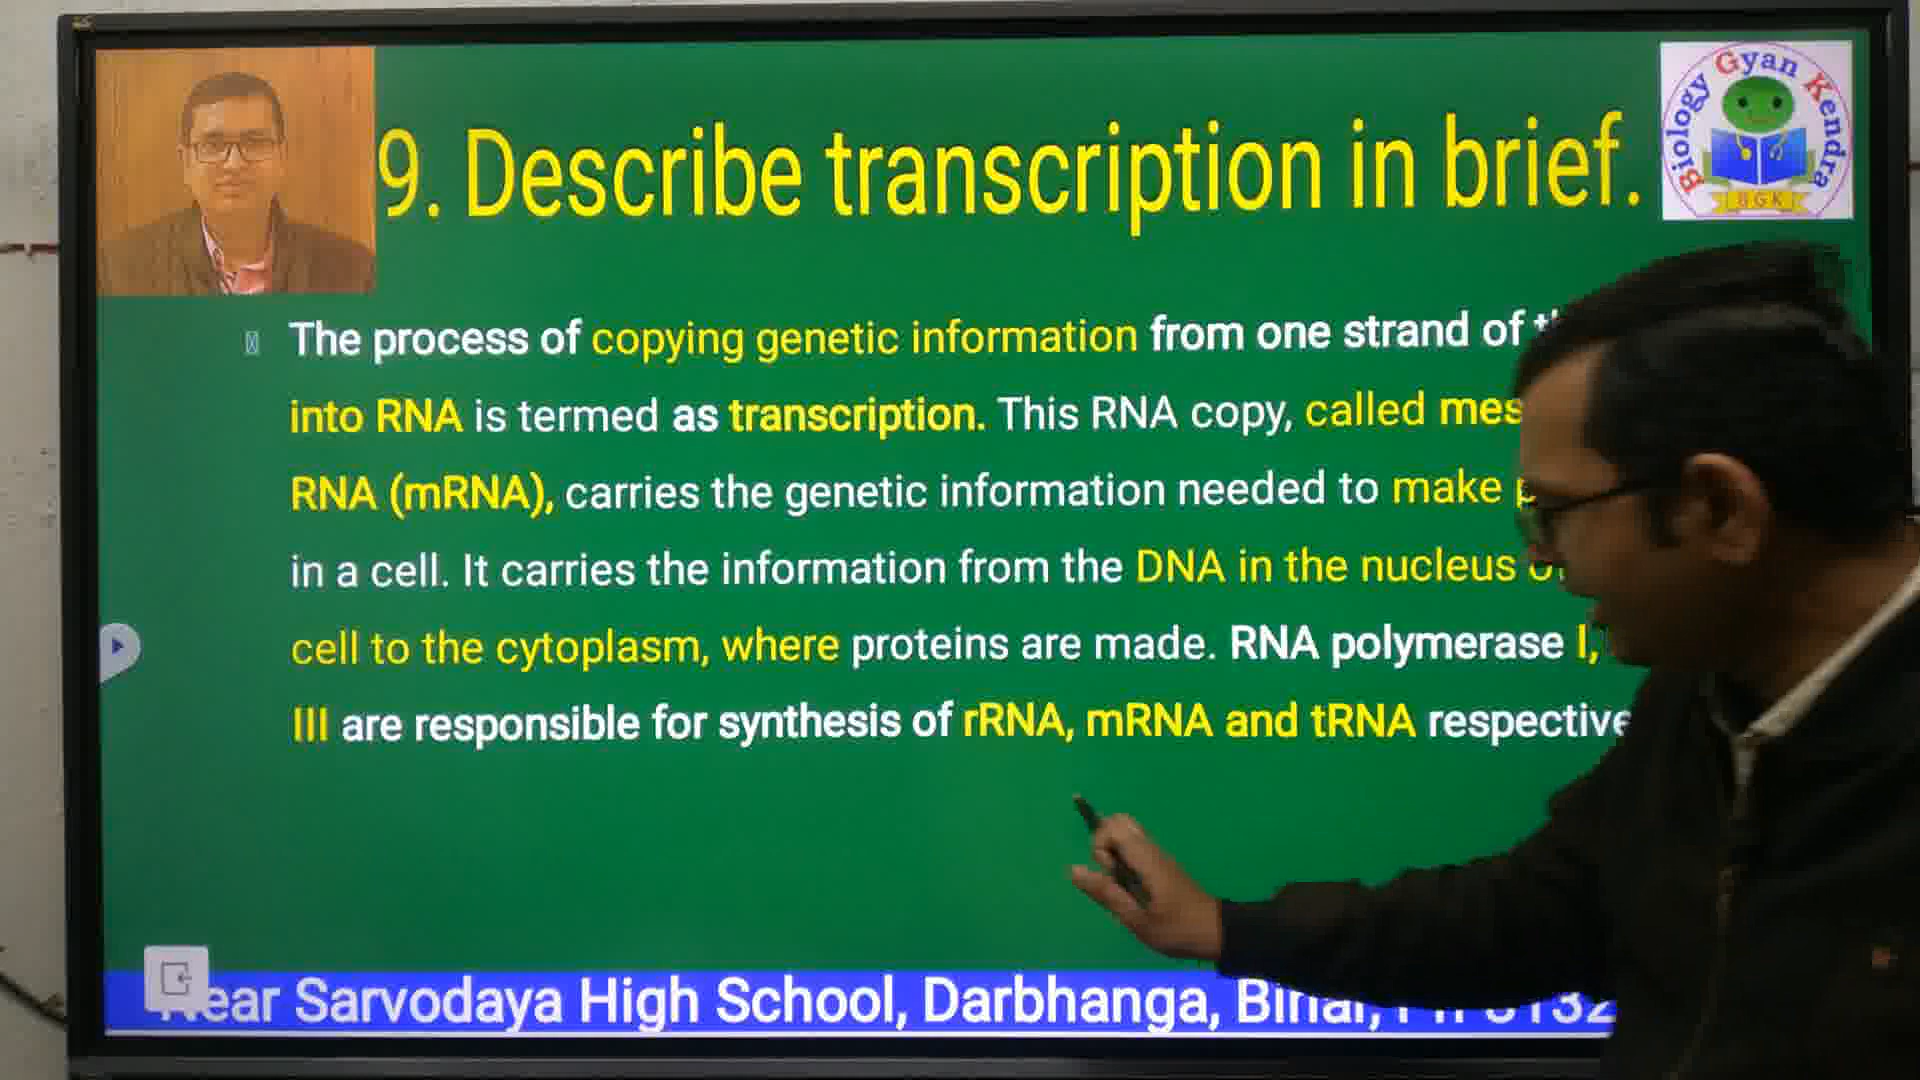 9. Describe transcription in brief.
Biology Gyan Kendra
BGK
The process of copying genetic information from one strand of
into RNA is termed as transcription. This RNA copy, called
RNA (mRNA), carries the genetic information needed to make
in a cell. It carries the information from the DNA in the nucleus
cell to the cytoplasm, where proteins are made. RNA polymerase I,
III are responsible for synthesis of rRNA, mRNA and tRNA
Near Sarvodaya High School, Darbhanga,